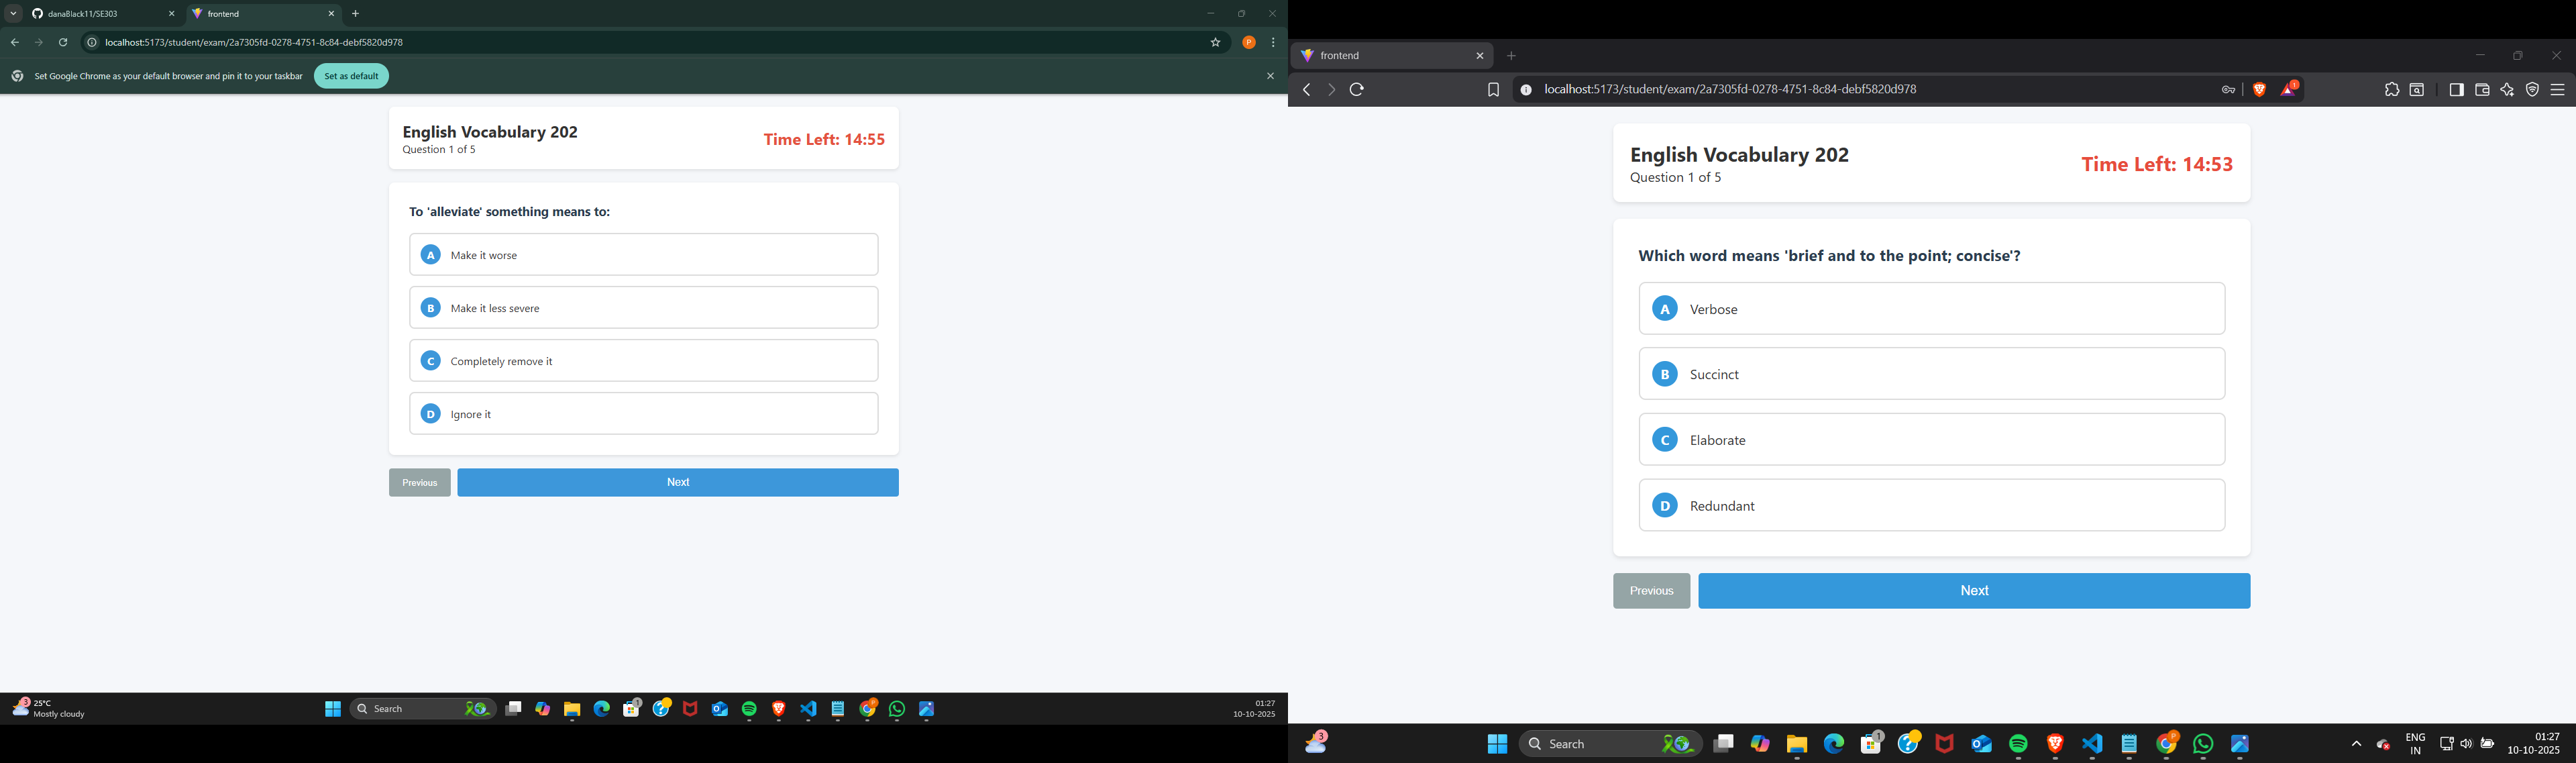 danaBlack11/SE303
frontend
localhost:5173/student/exam/2a7305fd-0278-4751-8c84-debf5820d978
P
Set Google Chrome as your default browser and pin it to your taskbar
Set as default
English Vocabulary 202
Question 1 of 5
Time Left: 14:55
To 'alleviate' something means to:
A Make it worse
B Make it less severe
C Completely remove it
D Ignore it
Previous
Next
3
25°C
Mostly cloudy
Search
1
01:27
10-10-2025
frontend
localhost:5173/student/exam/2a7305fd-0278-4751-8c84-debf5820d978
1
English Vocabulary 202
Question 1 of 5
Time Left: 14:53
Which word means 'brief and to the point; concise'?
A Verbose
B Succinct
C Elaborate
D Redundant
Previous
Next
3
Search
1
P
ENG
IN
01:27
10-10-2025